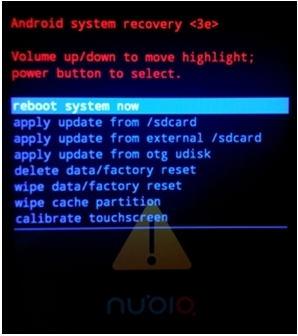 Android system recovery <3e>
Volume up/down to move highlight;
power button to select.
reboot system now
apply update from /sdcard
apply update from external /sdcard
apply update from otg udisk
delete data/factory reset
wipe data/factory reset
wipe cache partition
calibrate touchscreen
nubia